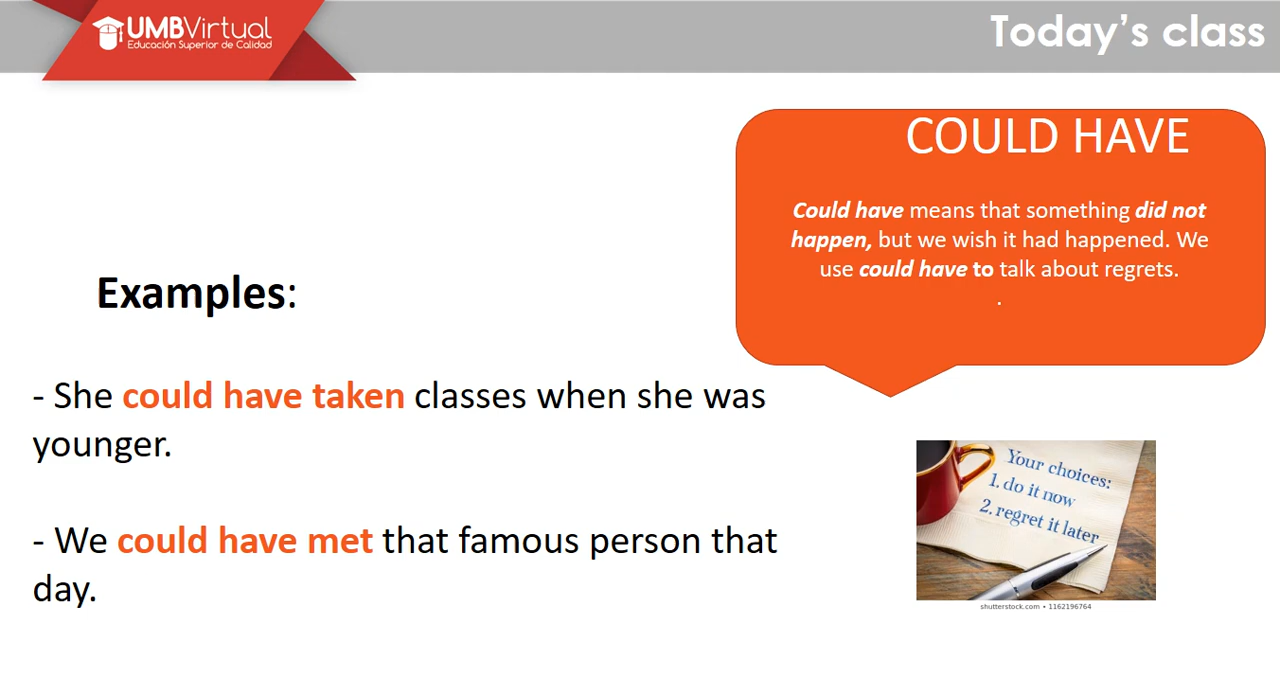 UMBVirtual
Educación Superior de Calidad
Today's class
COULD HAVE
Could have means that something did not
happen, but we wish it had happened. We
use could have to talk about regrets.
.
Examples:
- She could have taken classes when she was
younger.
- We could have met that famous person that
day.
Your choices:
1. do it now
2. regret it later
shutterstock.com • 1162196764